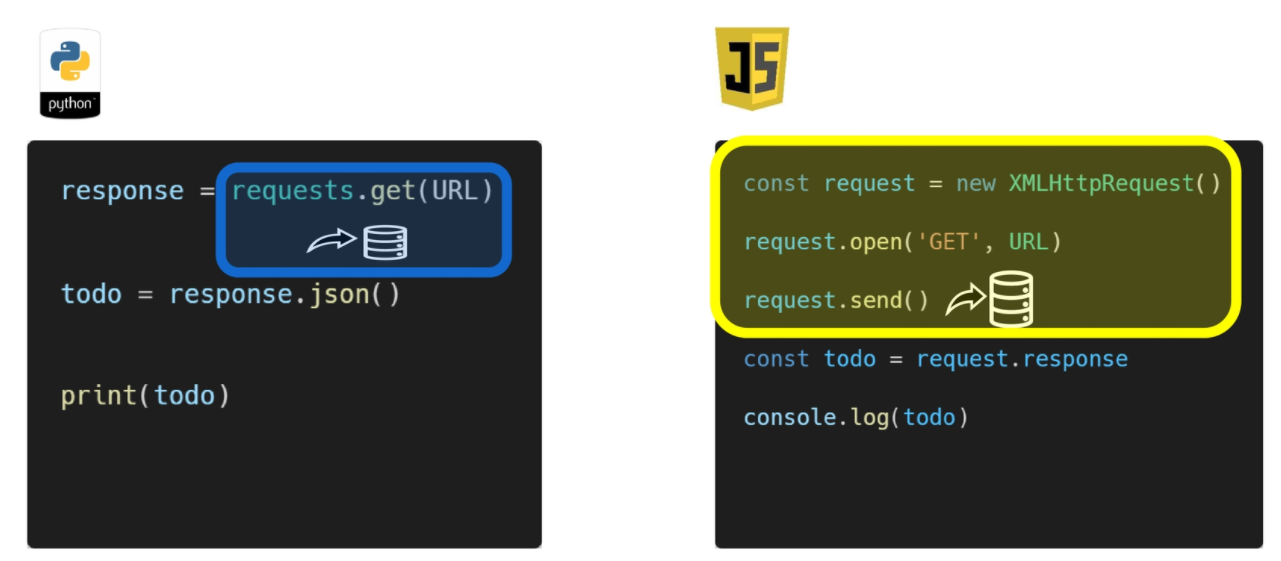 python
response = requests.get(URL)
todo = response.json()
print(todo)
JS
const request = new XMLHttpRequest()
request.open('GET', URL)
request.send()
const todo = request.response
console.log(todo)